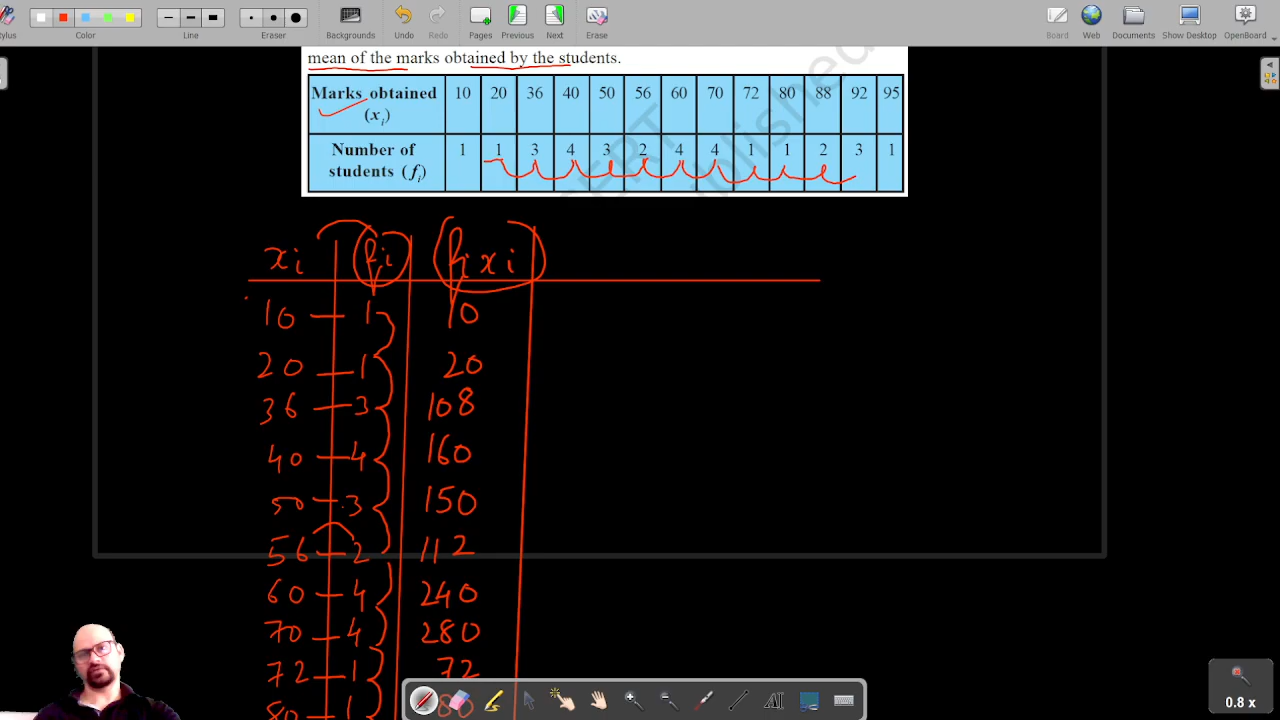 tylus Color Line Eraser Backgrounds Undo Redo Pages Previous Next Erase Board Web Documents Show Desktop OpenBoard
mean of the marks obtained by the students.
Marks obtained (xi) 10 20 36 40 50 56 60 70 72 80 88 92 95
Number of students (fi) 1 1 3 4 3 2 4 4 1 1 2 3 1
xi fi fi xi
10 1 10
20 1 20
36 3 108
40 4 160
50 3 150
56 2 112
60 4 240
70 4 280
72 1 72
80 1 80
0.8 x